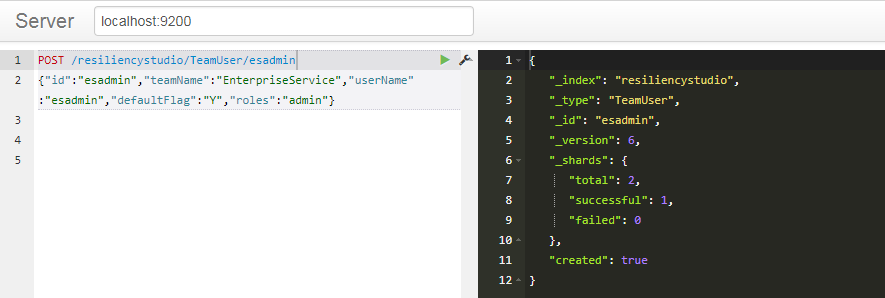 Server localhost:9200
1 POST /resiliencystudio/TeamUser/esadmin
2 {"id":"esadmin","teamName":"EnterpriseService","userName"
:"esadmin","defaultFlag":"Y","roles":"admin"}
3
4
5
1 {
2 "_index": "resiliencystudio",
3 "_type": "TeamUser",
4 "_id": "esadmin",
5 "_version": 6,
6 "_shards": {
7 "total": 2,
8 "successful": 1,
9 "failed": 0
10 },
11 "created": true
12 }